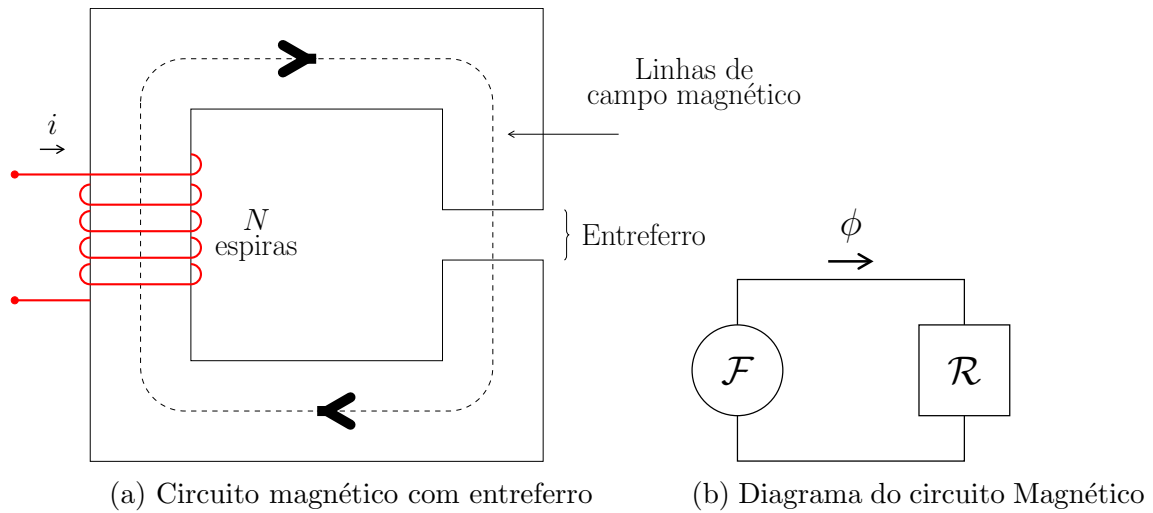 Linhas de
campo magnético
i
N
espiras
Entreferro
ϕ
ℱ
ℛ
(a) Circuito magnético com entreferro
(b) Diagrama do circuito Magnético